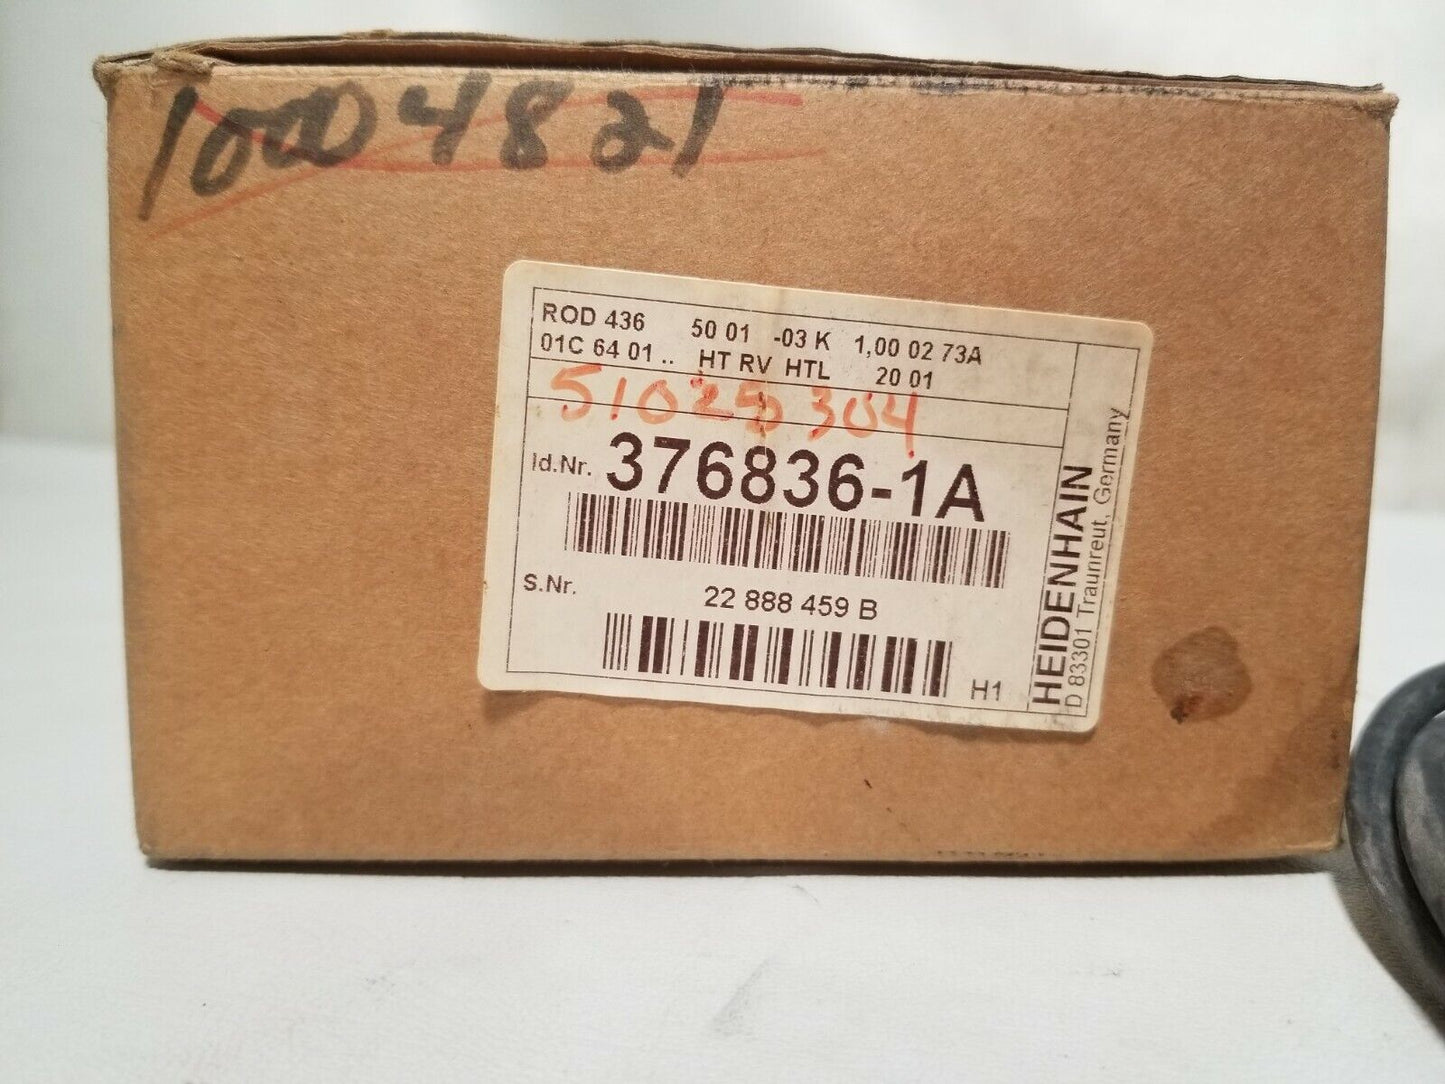 10004821
ROD 436 50 01 -03 K 1,00 02 73A
01C 64 01 .. HT RV HTL 20 01
51025304
Id.Nr. 376836-1A
S.Nr. 22 888 459 B
H1
HEIDENHAIN
D 83301 Traunreut, Germany